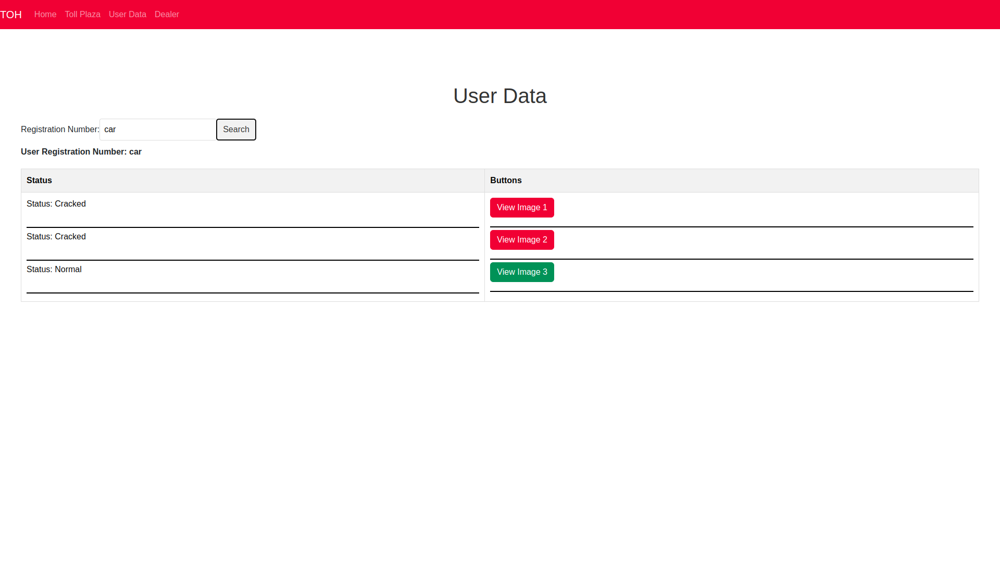 TOH Home Toll Plaza User Data Dealer
User Data
Registration Number: car Search
User Registration Number: car
Status Buttons
Status: Cracked View Image 1
Status: Cracked View Image 2
Status: Normal View Image 3